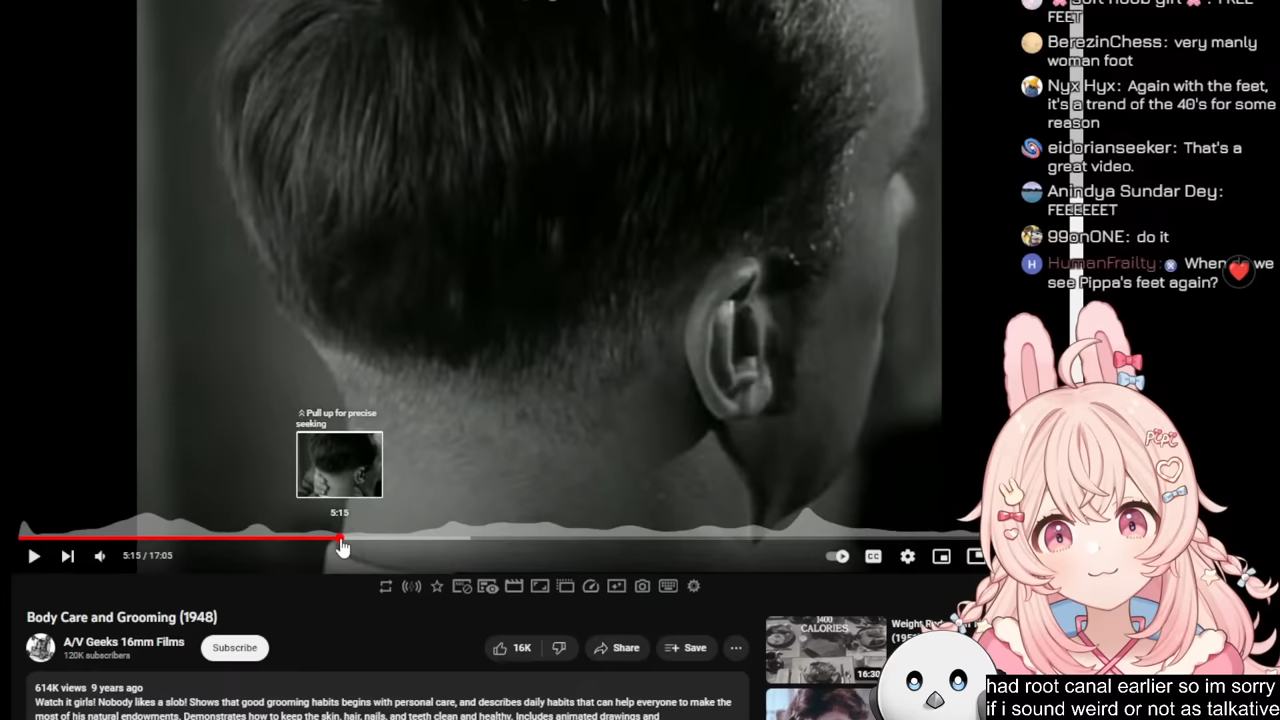 FEET
BerezinChess: very manly
woman foot
Nyx Hyx: Again with the feet,
it's a trend of the 40's for some
reason
eidorianseeker: That's a
great video.
Anindya Sundar Dey:
FEEEEEET
99onONE: do it
HumanFrailty: When we
see Pippa's feet again?
Pull up for precise
seeking
5:15
5:15 / 17:05
CC
Body Care and Grooming (1948)
A/V Geeks 16mm Films
120K subscribers
Subscribe
16K
Share
Save
614K views 9 years ago
Watch it girls! Nobody likes a slob! Shows that good grooming habits begins with personal care, and describes daily habits that can help everyone to make the
most of his natural endowments. Demonstrates how to keep the skin, hair, nails, and teeth clean and healthy. Includes animated drawings and
1400
CALORIES
16:30
Weight
PiPi
H
had root canal earlier so im sorry
if i sound weird or not as talkative